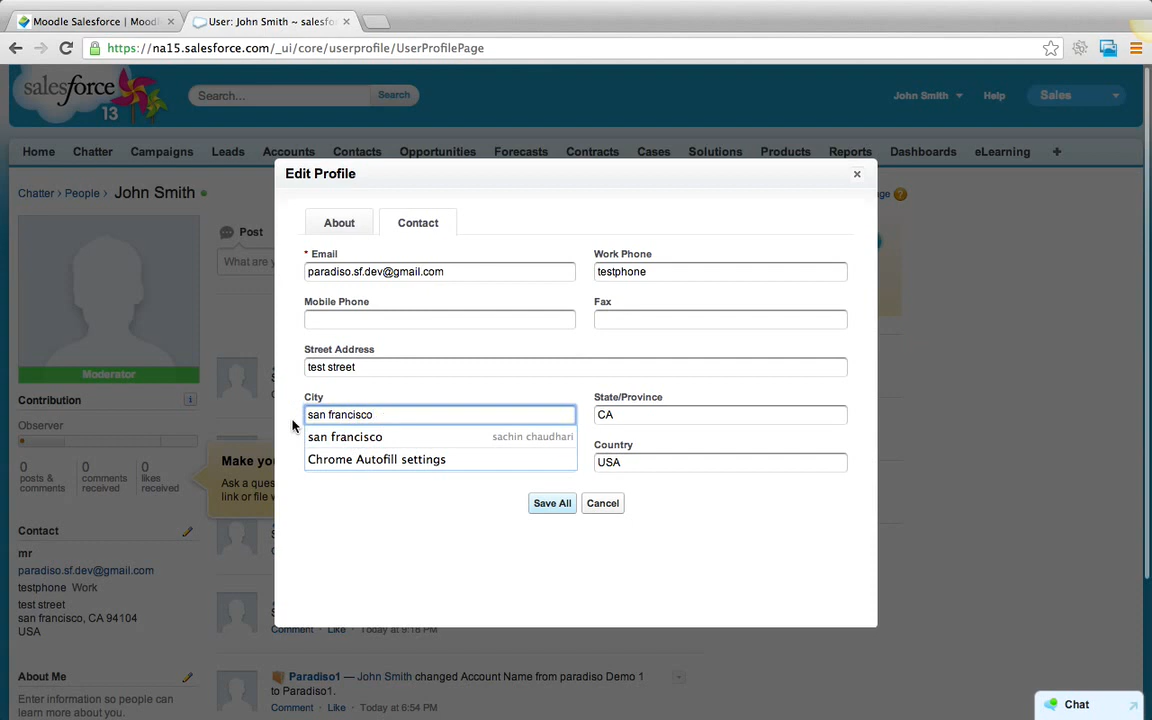 Moodle Salesforce | Mood
User: John Smith ~ salesfo
https://na15.salesforce.com/_ui/core/userprofile/UserProfilePage
salesforce
13
Search...
Search
John Smith
Help
Sales
Home
Chatter
Campaigns
Leads
Accounts
Contacts
Opportunities
Forecasts
Contracts
Cases
Solutions
Products
Reports
Dashboards
eLearning
+
Chatter › People ›
John Smith
Post
What are y
Moderator
Contribution
Observer
0
posts &
comments
0
comments
received
0
likes
received
Make you
Ask a ques
link or file v
Contact
mr
paradiso.sf.dev@gmail.com
testphone Work
test street
san francisco, CA 94104
USA
About Me
Enter information so people can
learn more about you.
Edit Profile
About
Contact
* Email
paradiso.sf.dev@gmail.com
Work Phone
testphone
Mobile Phone
Fax
Street Address
test street
City
san francisco
State/Province
CA
san francisco
sachin chaudhari
Chrome Autofill settings
Country
USA
Save All
Cancel
Comment · Like · Today at 9:18 PM
Paradiso1 — John Smith changed Account Name from paradiso Demo 1
to Paradiso1.
Comment · Like · Today at 6:54 PM
Chat